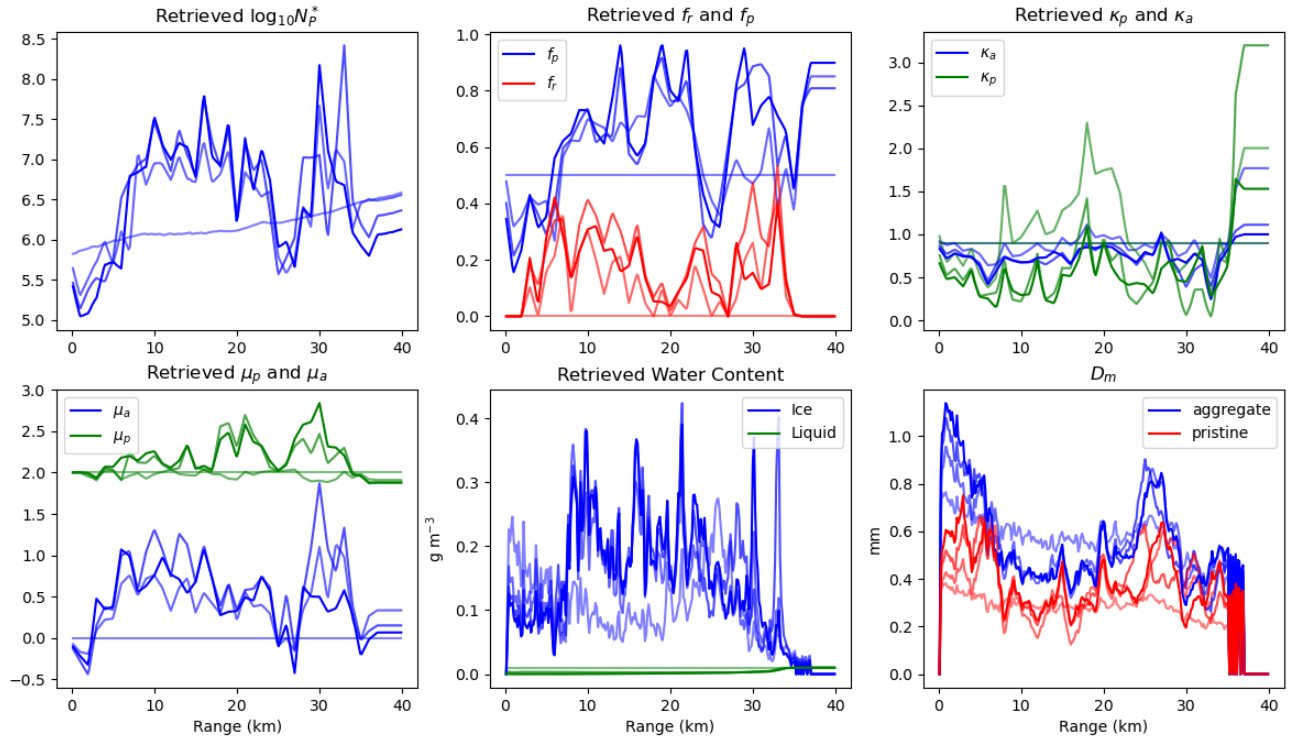 Retrieved log₁₀N*ₚ
8.5
8.0
7.5
7.0
6.5
6.0
5.5
5.0
0 10 20 30 40
Retrieved fᵣ and fₚ
fₚ
fᵣ
1.0
0.8
0.6
0.4
0.2
0.0
0 10 20 30 40
Retrieved κₚ and κₐ
κₐ
κₚ
3.0
2.5
2.0
1.5
1.0
0.5
0.0
0 10 20 30 40
Retrieved μₚ and μₐ
μₐ
μₚ
3.0
2.5
2.0
1.5
1.0
0.5
0.0
−0.5
0 10 20 30 40
Range (km)
Retrieved Water Content
Ice
Liquid
g m⁻³
0.4
0.3
0.2
0.1
0.0
0 10 20 30 40
Range (km)
Dₘ
aggregate
pristine
mm
1.0
0.8
0.6
0.4
0.2
0.0
0 10 20 30 40
Range (km)